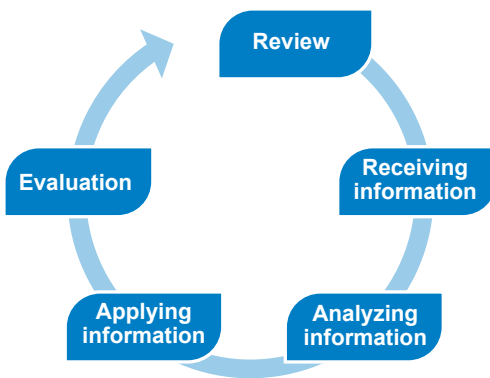 Review
Receiving
information
Analyzing
information
Applying
information
Evaluation